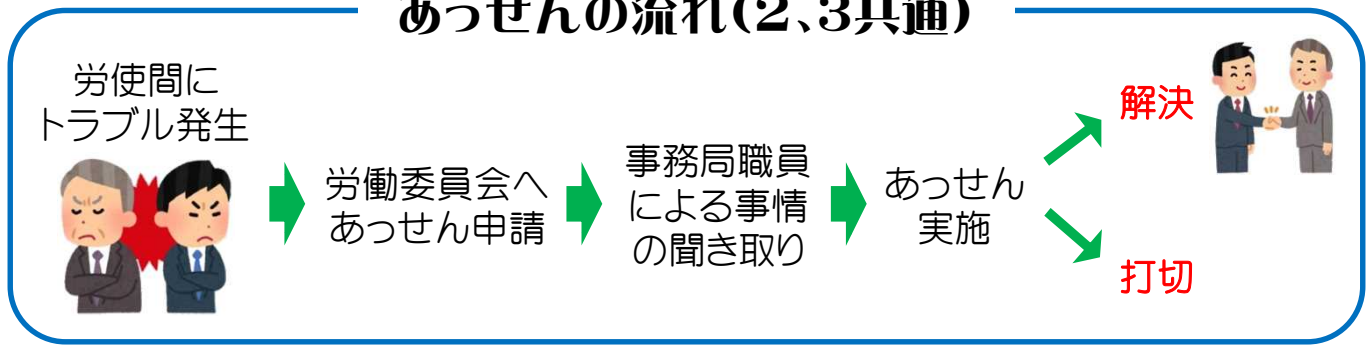 あっせんの流れ(2、3共通)
労使間に
トラブル発生
労働委員会へ
あっせん申請
事務局職員
による事情
の聞き取り
あっせん
実施
解決
打切